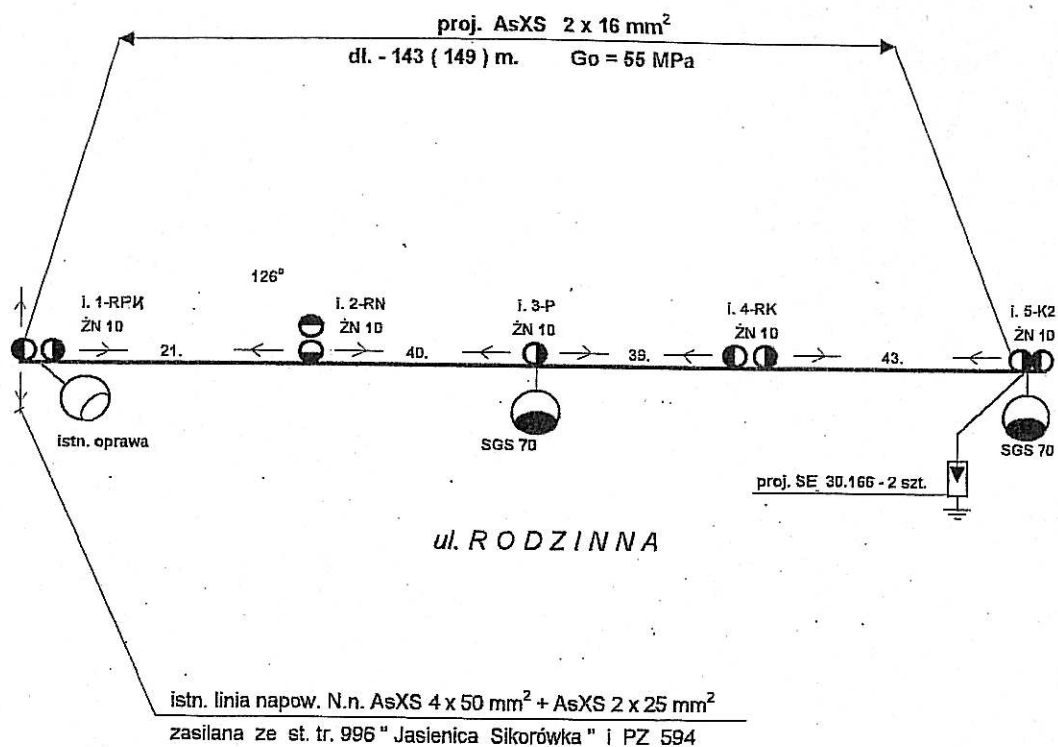 proj. AsXS 2 x 16 mm²
dł. - 143 ( 149 ) m. Go = 55 MPa
126°
i. 1-RPK
ŻN 10
i. 2-RN
ŻN 10
i. 3-P
ŻN 10
i. 4-RK
ŻN 10
i. 5-K2
ŻN 10
21.
40.
39.
43.
istn. oprawa
SGS 70
SGS 70
proj. SE 30.166 - 2 szt.
ul. R O D Z I N N A
istn. linia napow. N.n. AsXS 4 x 50 mm² + AsXS 2 x 25 mm²
zasilana ze st. tr. 996 " Jasienica Sikorówka " i PZ 594